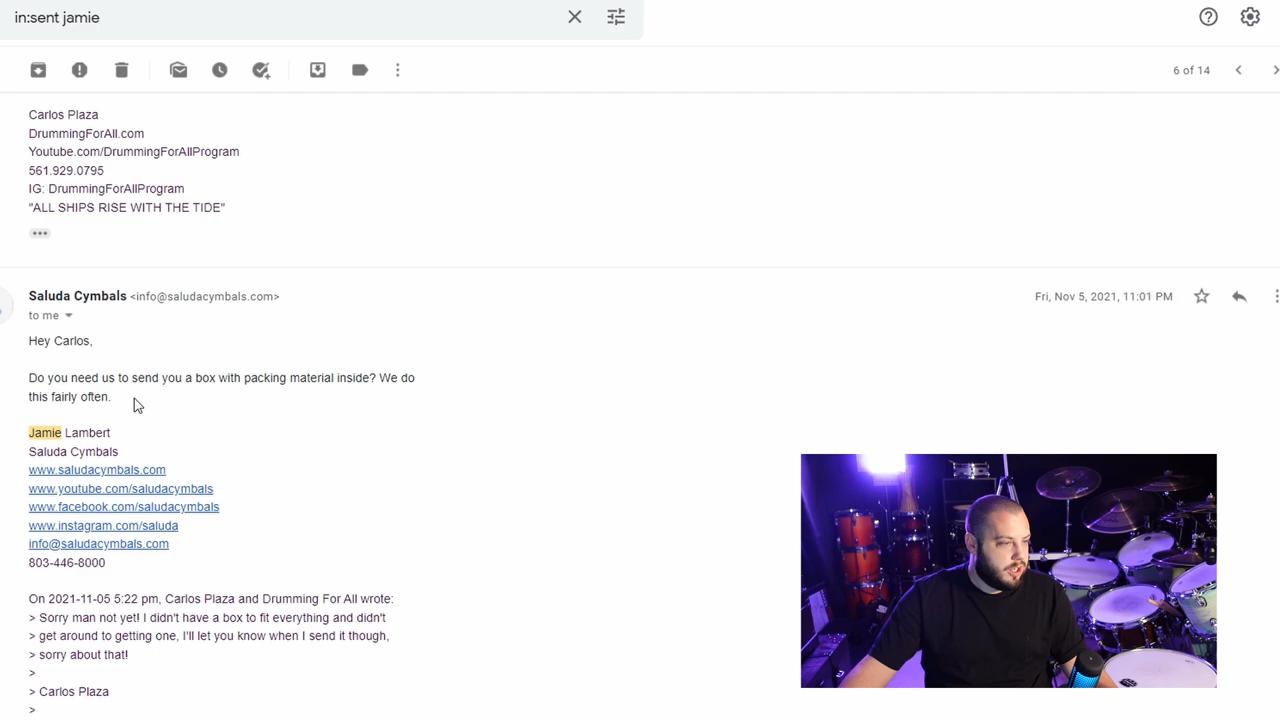 in:sent jamie
6 of 14
Carlos Plaza
DrummingForAll.com
Youtube.com/DrummingForAllProgram
561.929.0795
IG: DrummingForAllProgram
"ALL SHIPS RISE WITH THE TIDE"
Saluda Cymbals <info@saludacymbals.com>
Fri, Nov 5, 2021, 11:01 PM
to me
Hey Carlos,
Do you need us to send you a box with packing material inside? We do
this fairly often.
Jamie Lambert
Saluda Cymbals
www.saludacymbals.com
www.youtube.com/saludacymbals
www.facebook.com/saludacymbals
www.instagram.com/saluda
info@saludacymbals.com
803-446-8000
On 2021-11-05 5:22 pm, Carlos Plaza and Drumming For All wrote:
> Sorry man not yet! I didn't have a box to fit everything and didn't
> get around to getting one, I'll let you know when I send it though,
> sorry about that!
>
> Carlos Plaza
>